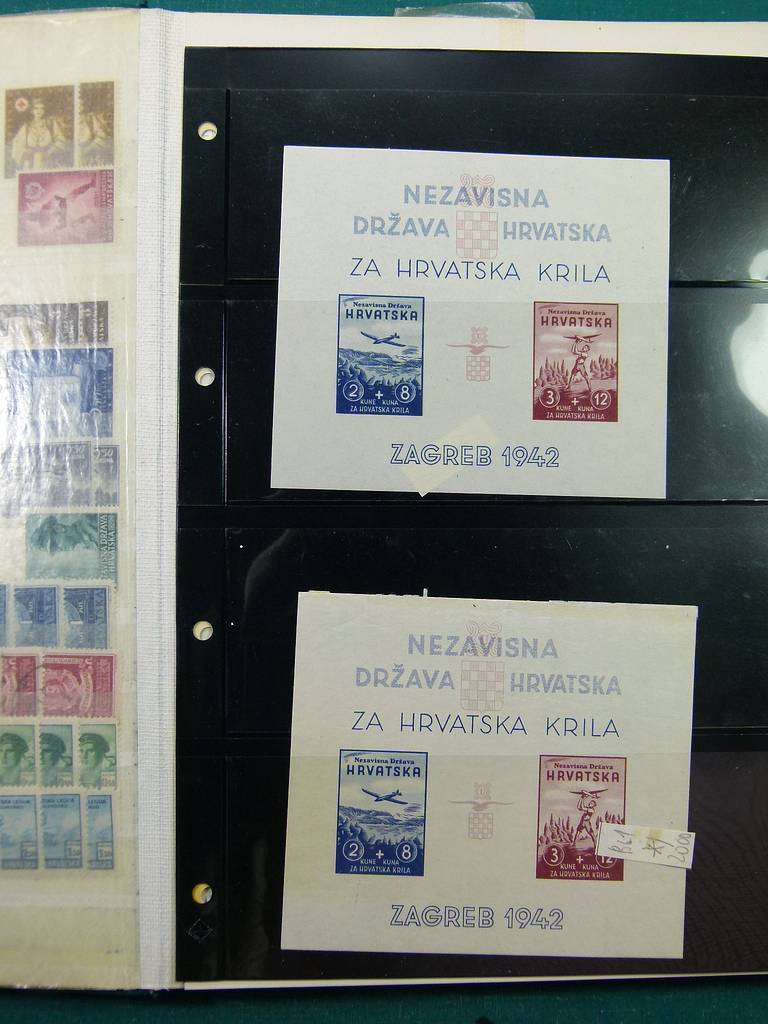 NEZAVISNA
DRŽAVA HRVATSKA
ZA HRVATSKA KRILA
Nezavisna Država
HRVATSKA
2 + 8
KUNE KUNA
ZA HRVATSKA KRILA
Nezavisna Država
HRVATSKA
3 + 12
KUNE KUNA
ZA HRVATSKA KRILA
ZAGREB 1942
NEZAVISNA
DRŽAVA HRVATSKA
ZA HRVATSKA KRILA
Nezavisna Država
HRVATSKA
2 + 8
KUNE KUNA
ZA HRVATSKA KRILA
Nezavisna Država
HRVATSKA
3 + 12
KUNE
ZA HRVATSKA KRILA
2000
ZAGREB 1942